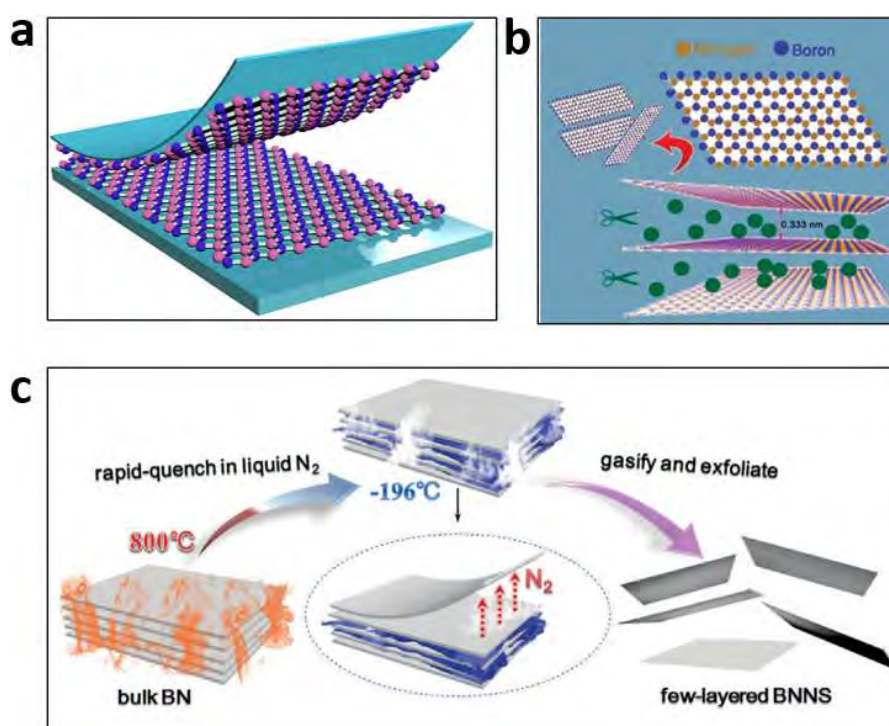 a
b
Nitrogen Boron
0.333 nm
c
rapid-quench in liquid N₂
gasify and exfoliate
-196℃
800℃
N₂
bulk BN
few-layered BNNS